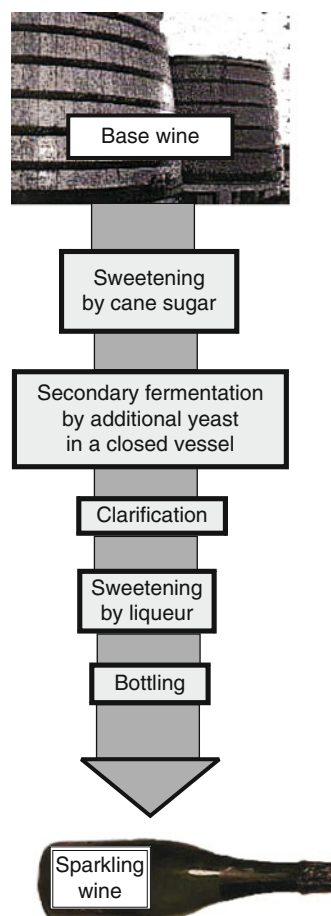 Base wine
Sweetening
by cane sugar
Secondary fermentation
by additional yeast
in a closed vessel
Clarification
Sweetening
by liqueur
Bottling
Sparkling
wine